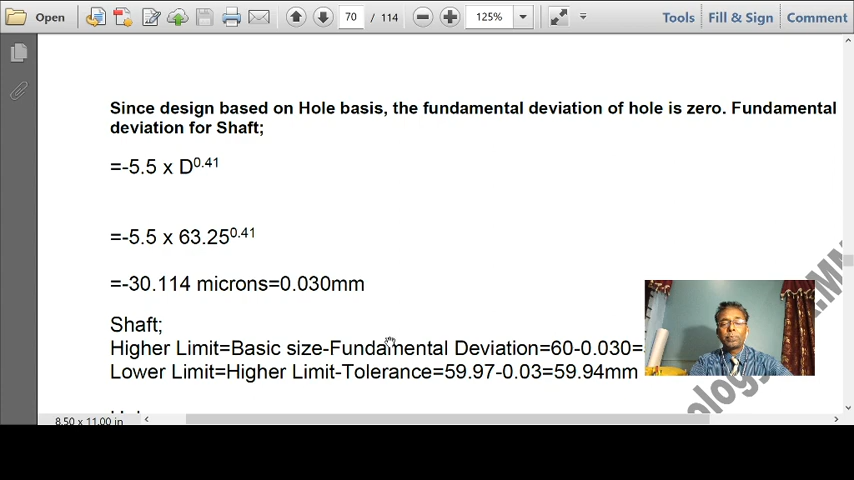 Open 70 / 114 125% Tools Fill & Sign Comment
Since design based on Hole basis, the fundamental deviation of hole is zero. Fundamental
deviation for Shaft;
=-5.5 x D^0.41
=-5.5 x 63.25^0.41
=-30.114 microns=0.030mm
Shaft;
Higher Limit=Basic size-Fundamental Deviation=60-0.030=
Lower Limit=Higher Limit-Tolerance=59.97-0.03=59.94mm
8.50 x 11.00 in